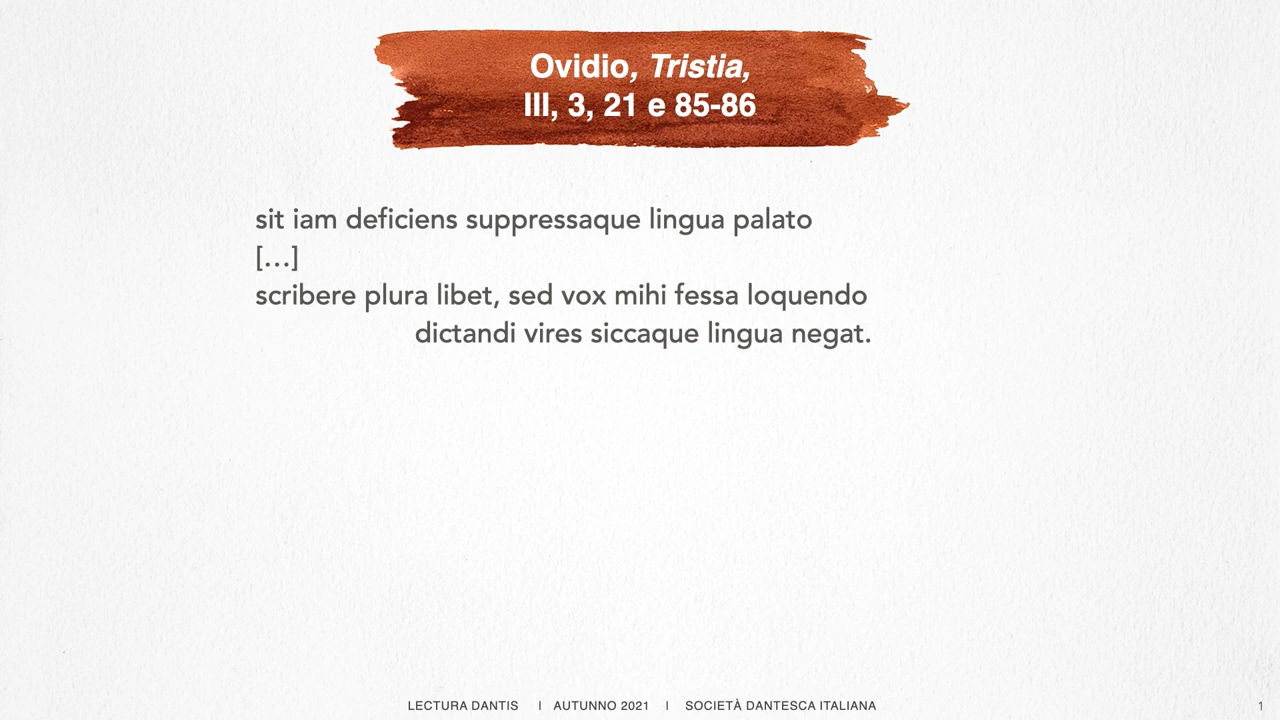 Ovidio, Tristia,
III, 3, 21 e 85-86
sit iam deficiens suppressaque lingua palato
[…]
scribere plura libet, sed vox mihi fessa loquendo
dictandi vires siccaque lingua negat.
LECTURA DANTIS | AUTUNNO 2021 | SOCIETÀ DANTESCA ITALIANA 1